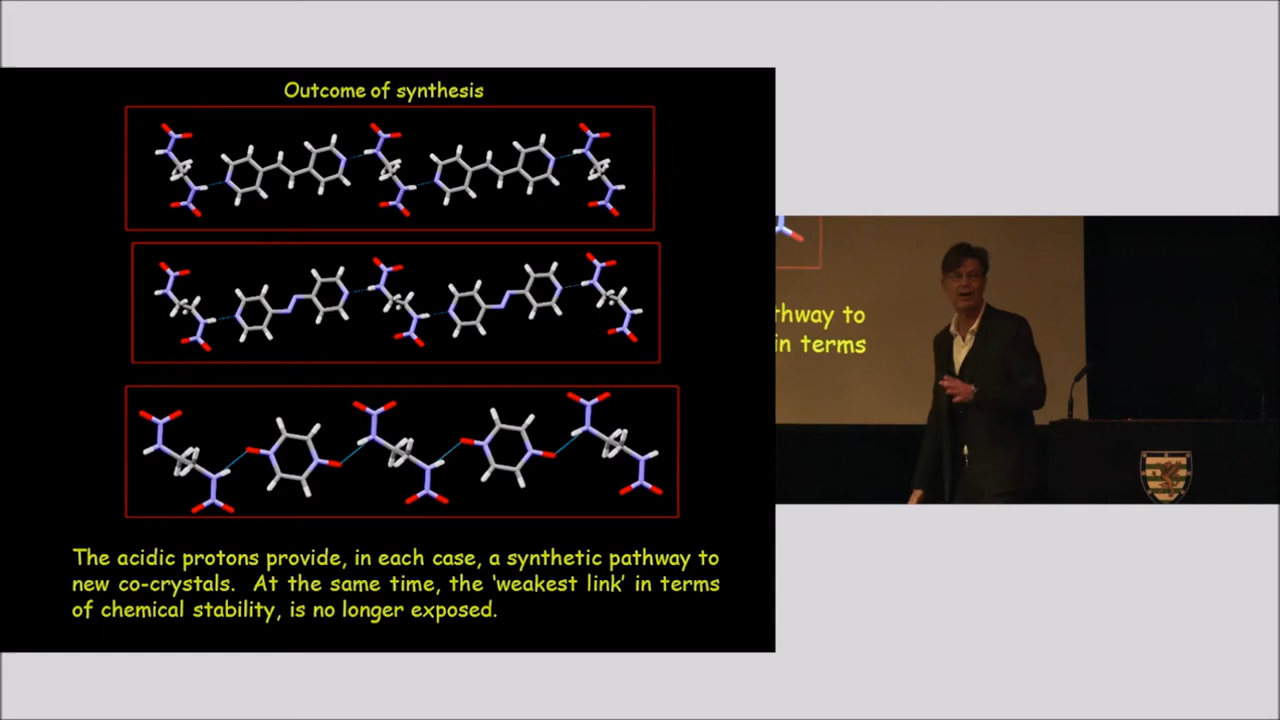 Outcome of synthesis
The acidic protons provide, in each case, a synthetic pathway to
new co-crystals. At the same time, the ‘weakest link’ in terms
of chemical stability, is no longer exposed.
thway to
in terms